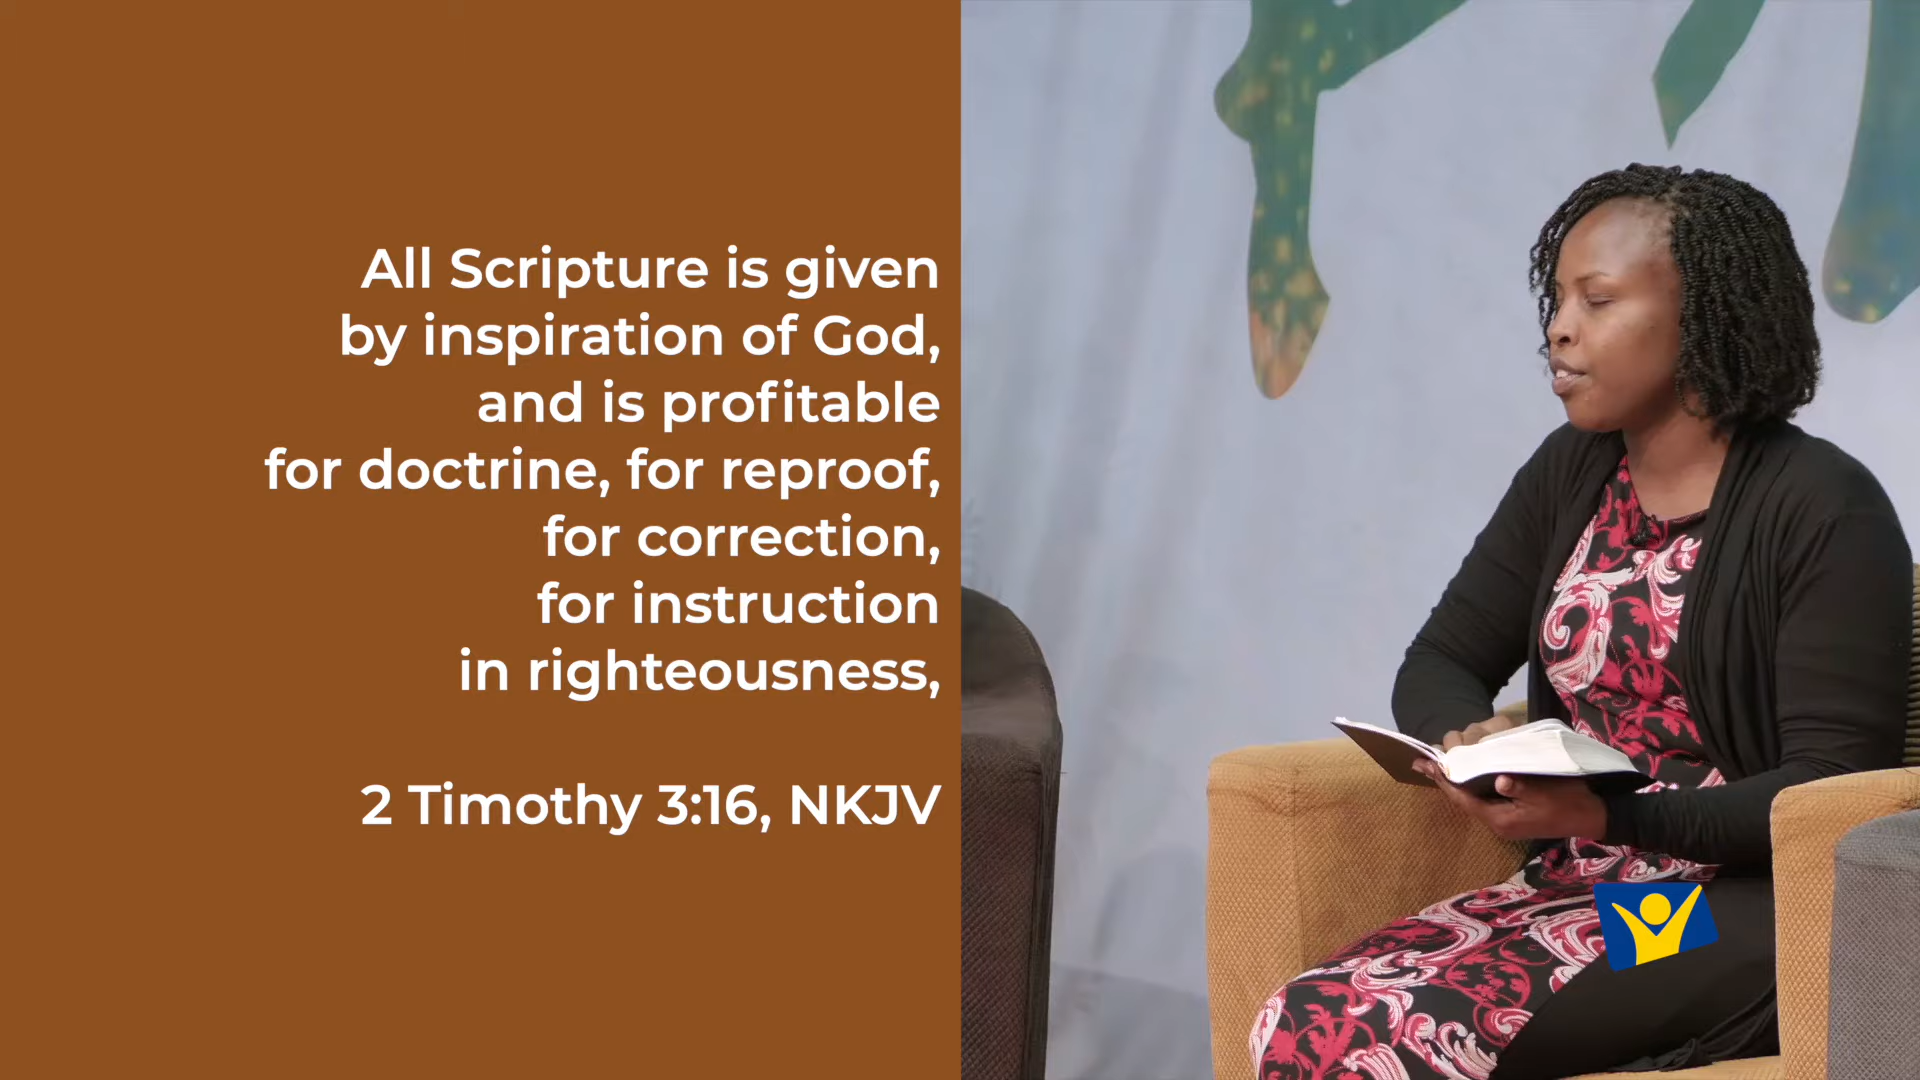 All Scripture is given
by inspiration of God,
and is profitable
for doctrine, for reproof,
for correction,
for instruction
in righteousness,
2 Timothy 3:16, NKJV